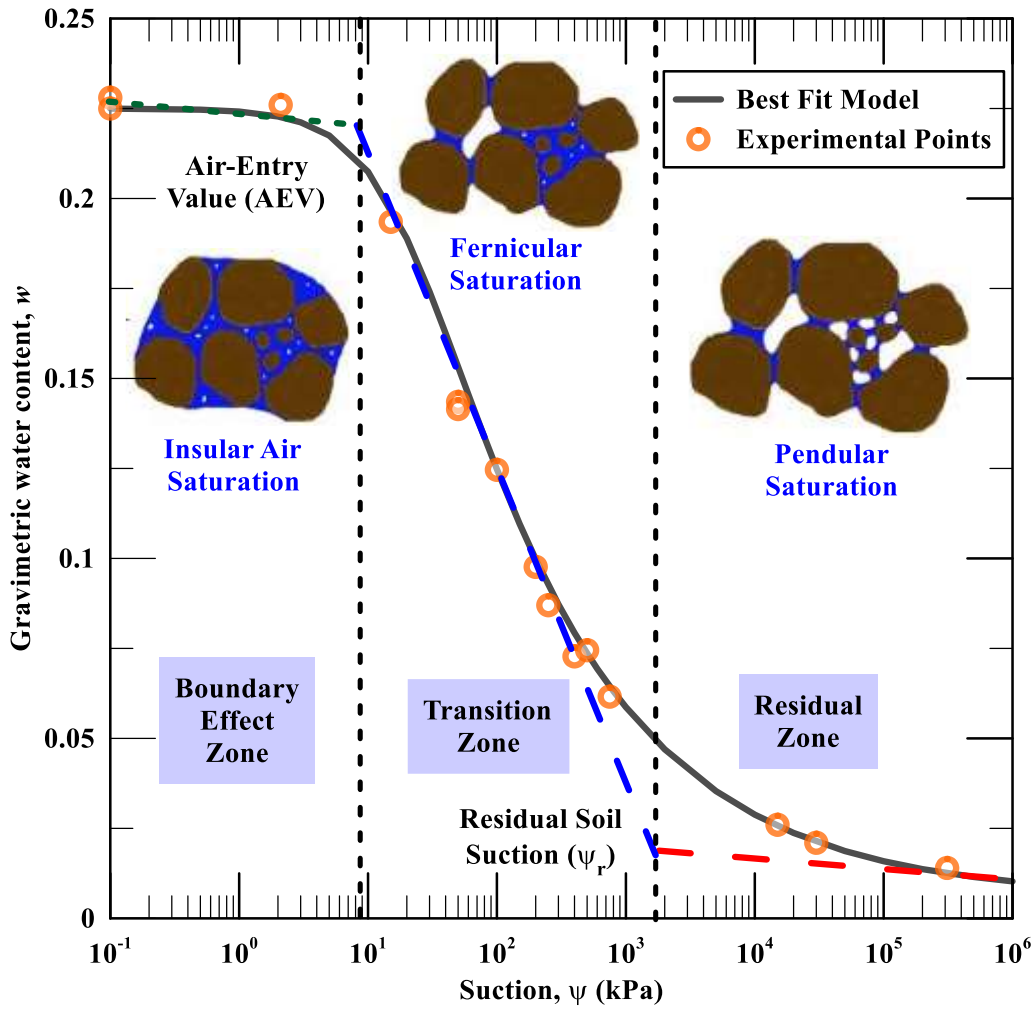 0.25
0.2
0.15
0.1
0.05
0
Gravimetric water content, w
10⁻¹
10⁰
10¹
10²
10³
10⁴
10⁵
10⁶
Suction, ψ (kPa)
Best Fit Model
Experimental Points
Air-Entry
Value (AEV)
Fernicular
Saturation
Insular Air
Saturation
Pendular
Saturation
Boundary
Effect
Zone
Transition
Zone
Residual
Zone
Residual Soil
Suction (ψᵣ)